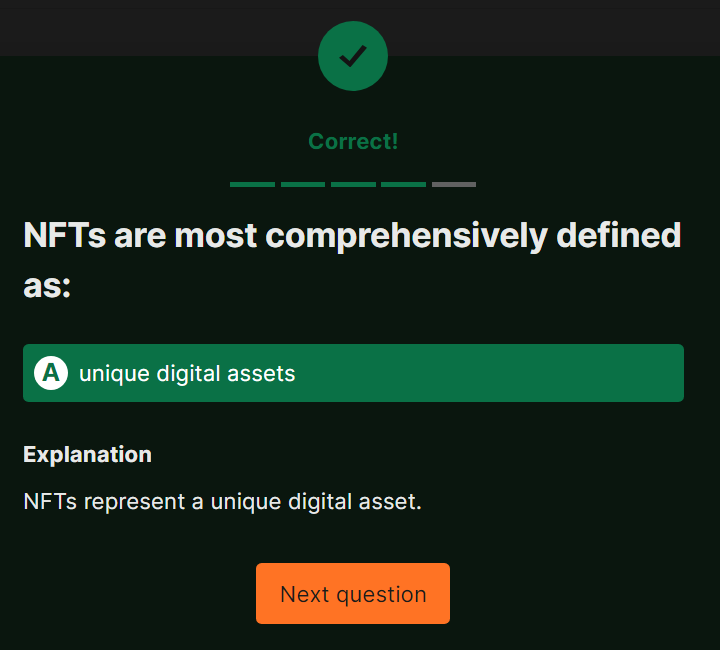 Correct!
NFTs are most comprehensively defined
as:
A unique digital assets
Explanation
NFTs represent a unique digital asset.
Next question